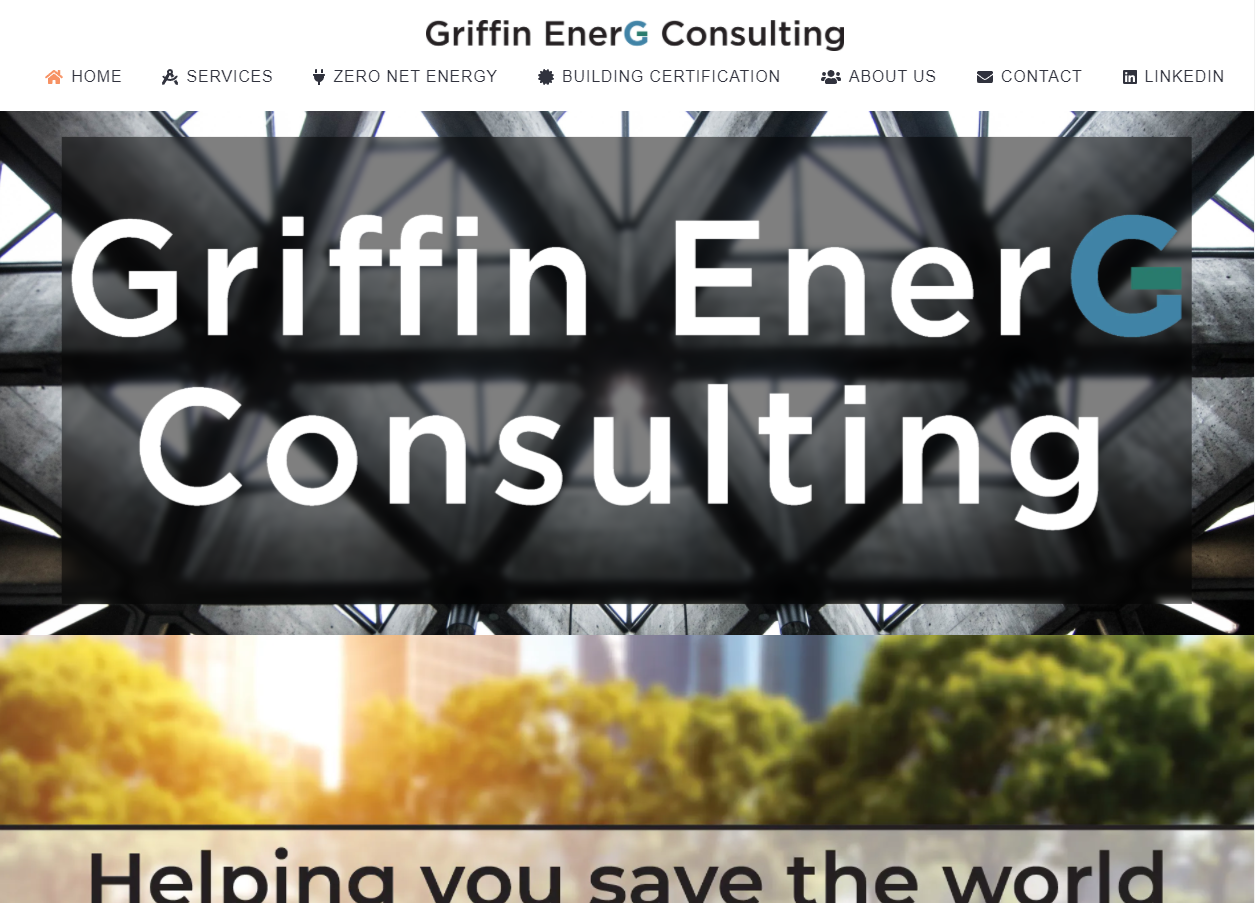 Griffin EnerG Consulting
HOME SERVICES ZERO NET ENERGY BUILDING CERTIFICATION ABOUT US CONTACT LINKEDIN
Griffin EnerG
Consulting
Helping you save the world